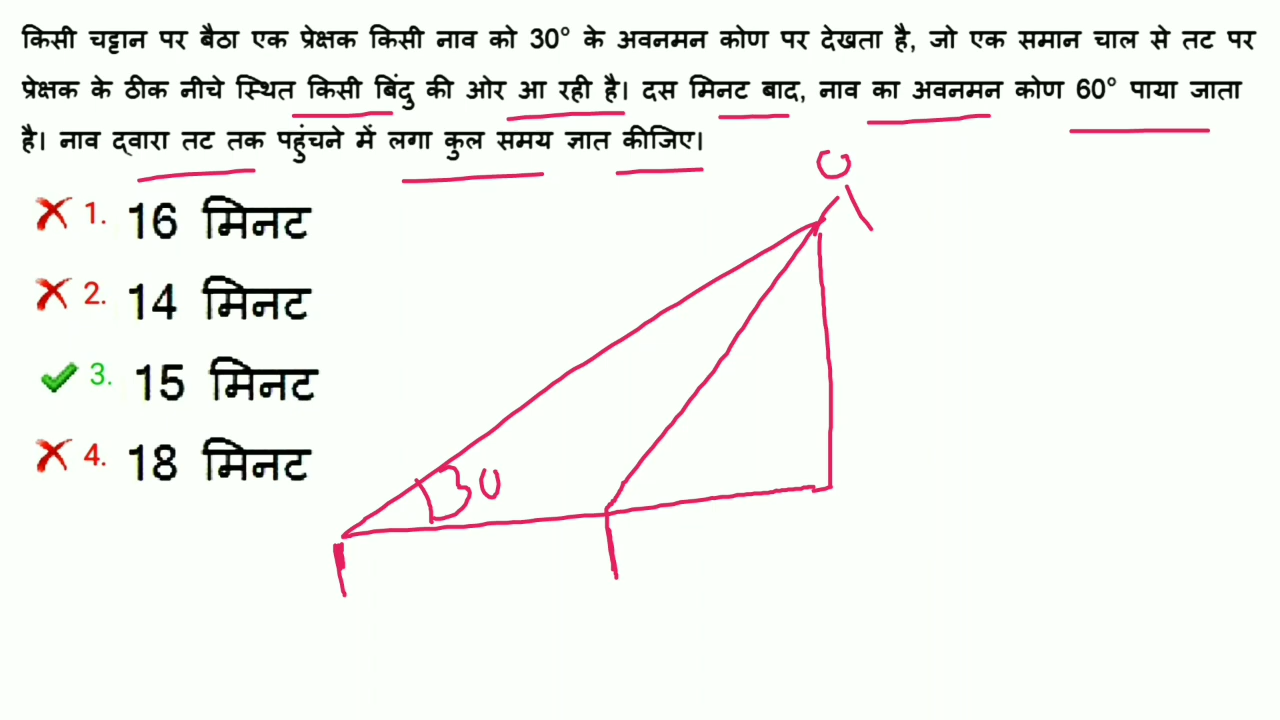 किसी चट्टान पर बैठा एक प्रेक्षक किसी नाव को 30° के अवनमन कोण पर देखता है, जो एक समान चाल से तट पर
प्रेक्षक के ठीक नीचे स्थित किसी बिंदु की ओर आ रही है। दस मिनट बाद, नाव का अवनमन कोण 60° पाया जाता
है। नाव द्वारा तट तक पहुंचने में लगा कुल समय ज्ञात कीजिए।
1. 16 मिनट
2. 14 मिनट
3. 15 मिनट
4. 18 मिनट
30